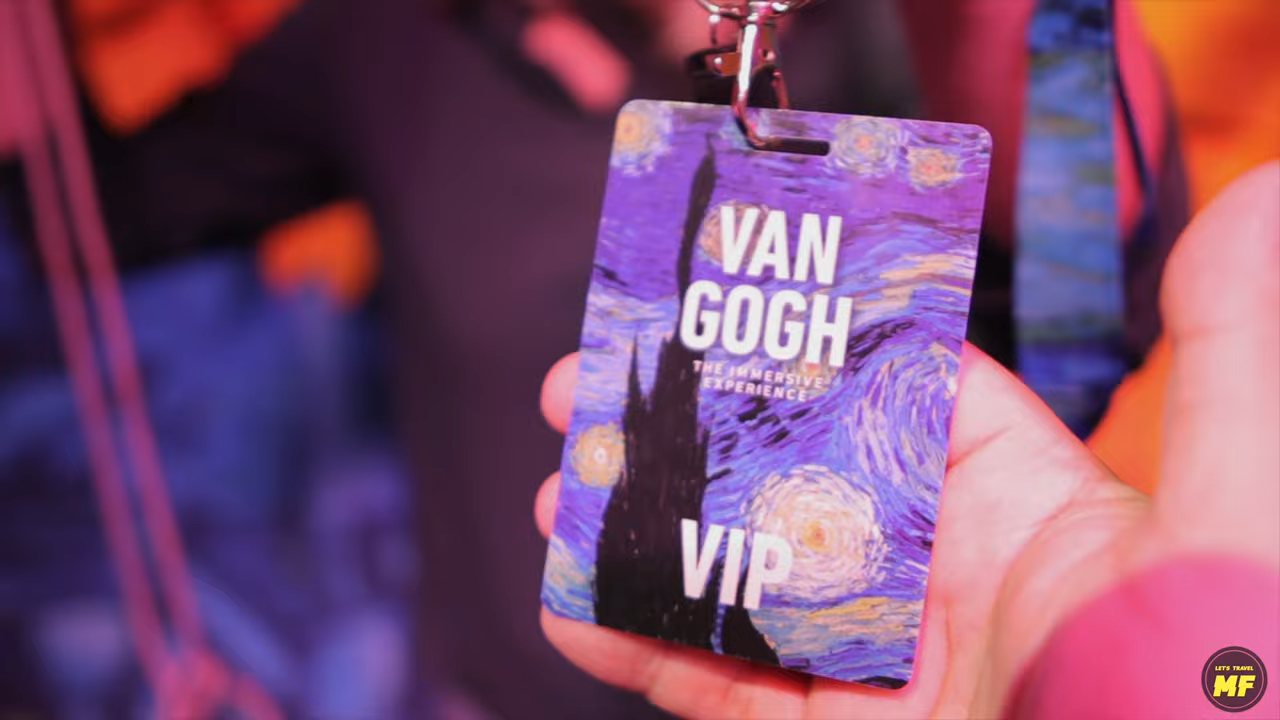 VAN
GOGH
THE IMMERSIVE
EXPERIENCE
VIP
LET'S TRAVEL
MF